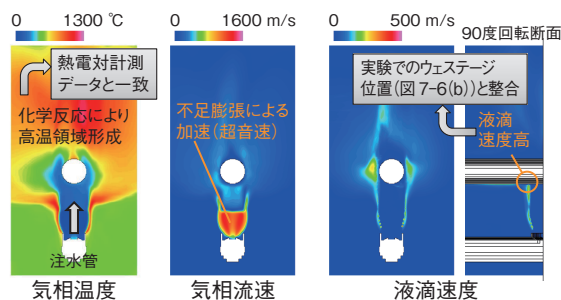 0 1300 ℃
0 1600 m/s
0 500 m/s
90度回転断面
熱電対計測
データと一致
化学反応により
高温領域形成
注水管
気相温度
不足膨張による
加速(超音速)
気相流速
実験でのウェステージ
位置(図 7-6(b))と整合
液滴
速度高
液滴速度